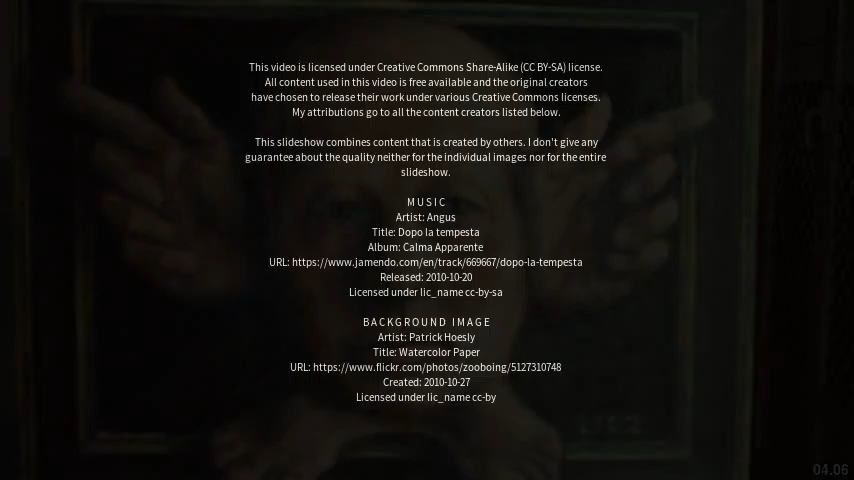 This video is licensed under Creative Commons Share-Alike (CC BY-SA) license.
All content used in this video is free available and the original creators
have chosen to release their work under various Creative Commons licenses.
My attributions go to all the content creators listed below.
This slideshow combines content that is created by others. I don't give any
guarantee about the quality neither for the individual images nor for the entire
slideshow.
MUSIC
Artist: Angus
Title: Dopo la tempesta
Album: Calma Apparente
URL: https://www.jamendo.com/en/track/669667/dopo-la-tempesta
Released: 2010-10-20
Licensed under lic_name cc-by-sa
BACKGROUND IMAGE
Artist: Patrick Hoesly
Title: Watercolor Paper
URL: https://www.flickr.com/photos/zooboing/5127310748
Created: 2010-10-27
Licensed under lic_name cc-by
04.06